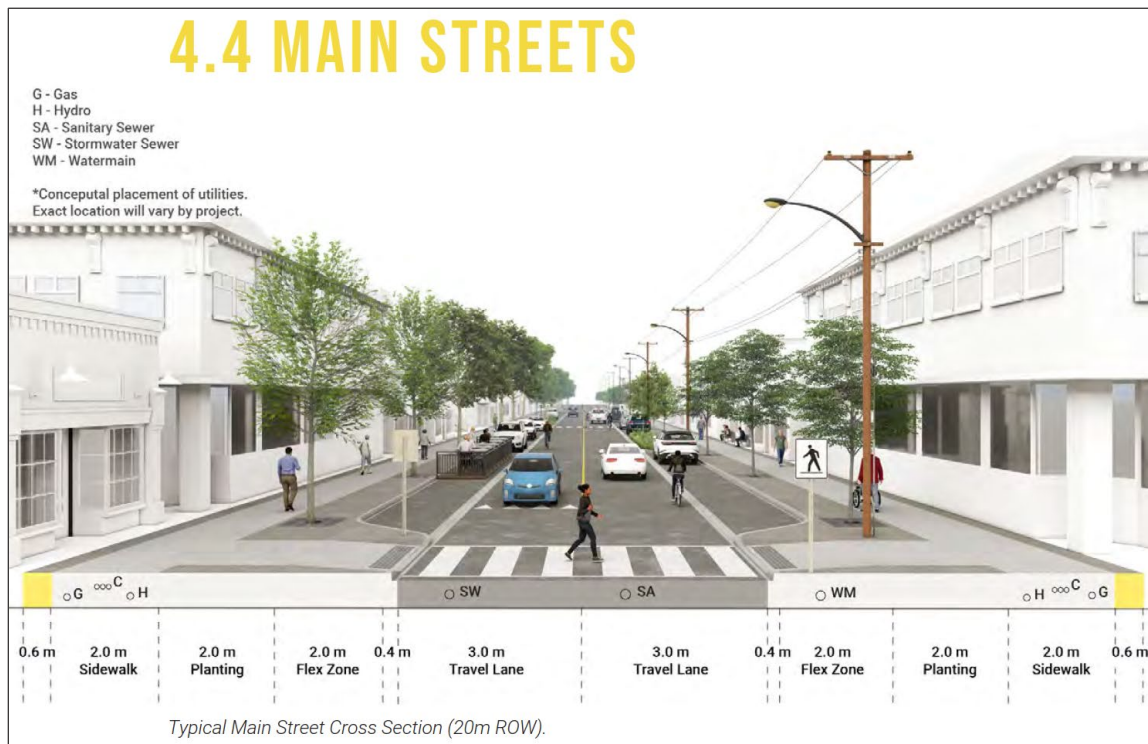 4.4 MAIN STREETS
G - Gas
H - Hydro
SA - Sanitary Sewer
SW - Stormwater Sewer
WM - Watermain
*Conceputal placement of utilities.
Exact location will vary by project.
G C H SW SA WM H C G
0.6 m 2.0 m 2.0 m 2.0 m 0.4 m 3.0 m 3.0 m 0.4 m 2.0 m 2.0 m 2.0 m 0.6 m
Sidewalk Planting Flex Zone Travel Lane Travel Lane Flex Zone Planting Sidewalk
Typical Main Street Cross Section (20m ROW).